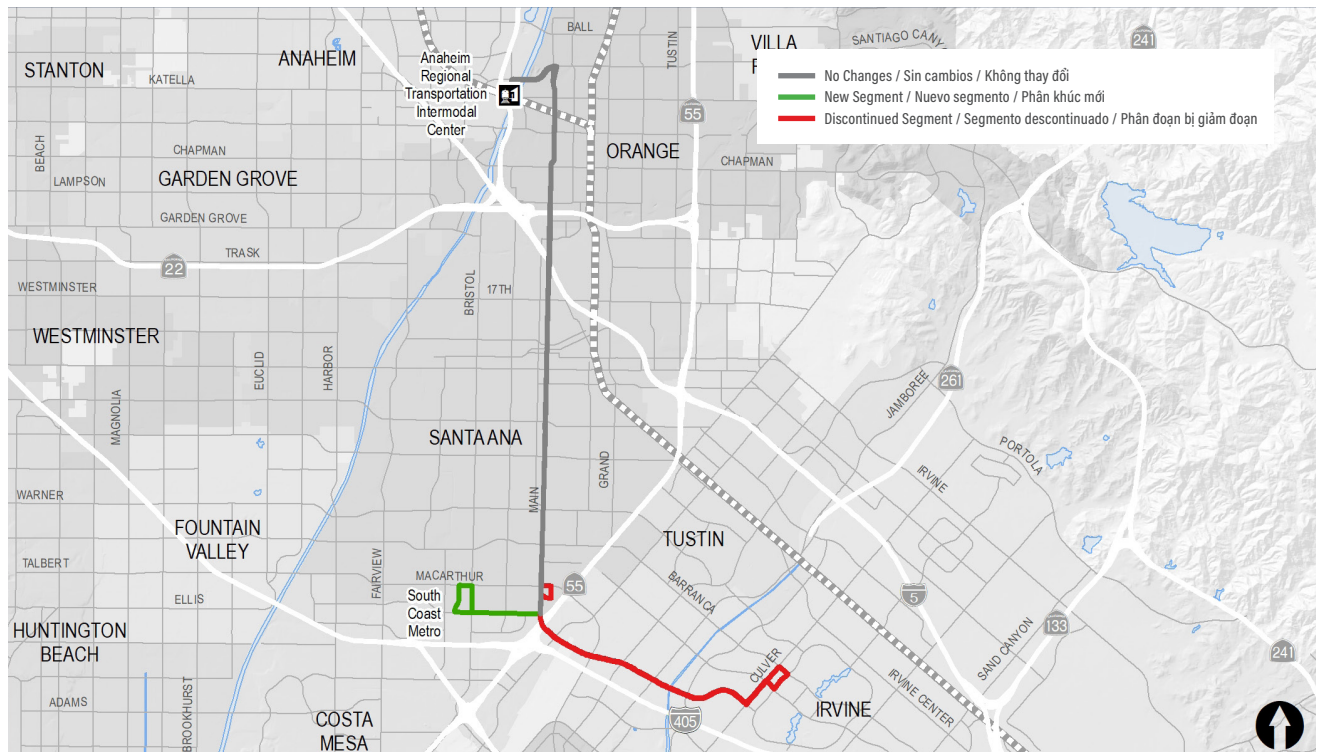 BALL
SANTIAGO CANY
241
ANAHEIM
TUSTIN
VILLA
STANTON
KATELLA
Anaheim
Regional
Transportation
Intermodal
Center
No Changes / Sin cambios / Không thay đổi
New Segment / Nuevo segmento / Phân khúc mới
Discontinued Segment / Segmento descontinuado / Phân đoạn bị giảm đoạn
55
BEACH
CHAPMAN
ORANGE
CHAPMAN
LAMPSON
GARDEN GROVE
GARDEN GROVE
TRASK
22
WESTMINSTER
BRISTOL
17TH
WESTMINSTER
EUCLID
HARBOR
MAGNOLIA
261
JAMBOREE
SANTA ANA
GRAND
PORTOLA
IRVINE
WARNER
MAIN
FOUNTAIN
VALLEY
TUSTIN
TALBERT
FAIRVIEW
MACARTHUR
55
BARRANCA
ELLIS
South
Coast
Metro
5
133
HUNTINGTON
BEACH
SAND CANYON
241
CULVER
IRVINE CENTER
ADAMS
BROOKHURST
COSTA
MESA
405
IRVINE